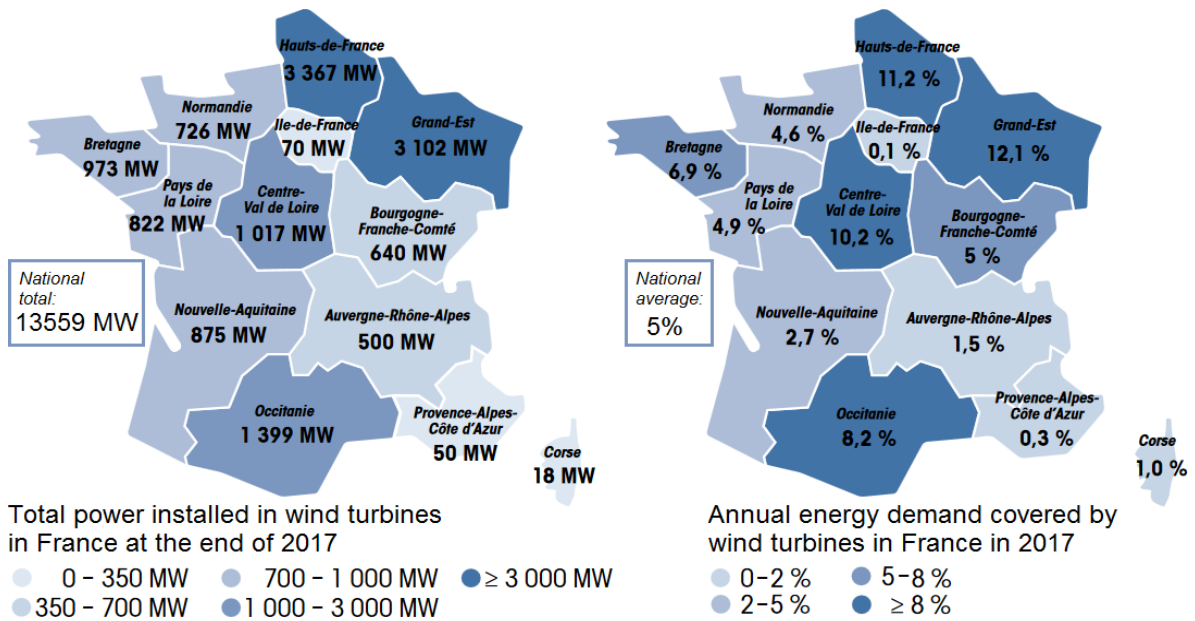 Hauts-de-France
3 367 MW
Normandie
726 MW
Ile-de-France
70 MW
Grand-Est
3 102 MW
Bretagne
973 MW
Pays de
la Loire
822 MW
Centre-
Val de Loire
1 017 MW
Bourgogne-
Franche-Comté
640 MW
National
total:
13559 MW
Nouvelle-Aquitaine
875 MW
Auvergne-Rhône-Alpes
500 MW
Occitanie
1 399 MW
Provence-Alpes-
Côte d'Azur
50 MW
Corse
18 MW
Total power installed in wind turbines
in France at the end of 2017
0 – 350 MW
350 – 700 MW
700 – 1 000 MW
1 000 – 3 000 MW
≥ 3 000 MW
Hauts-de-France
11,2 %
Normandie
4,6 %
Ile-de-France
0,1 %
Grand-Est
12,1 %
Bretagne
6,9 %
Pays de
la Loire
4,9 %
Centre-
Val de Loire
10,2 %
Bourgogne-
Franche-Comté
5 %
National
average:
5%
Nouvelle-Aquitaine
2,7 %
Auvergne-Rhône-Alpes
1,5 %
Occitanie
8,2 %
Provence-Alpes-
Côte d'Azur
0,3 %
Corse
1,0 %
Annual energy demand covered by
wind turbines in France in 2017
0–2 %
2–5 %
5–8 %
≥ 8 %